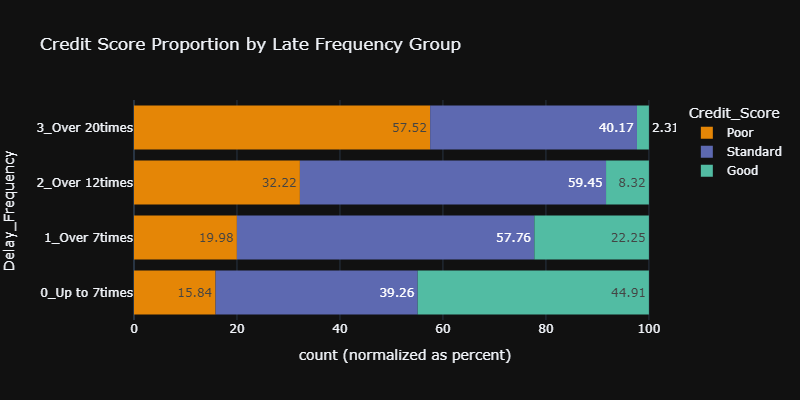 Credit Score Proportion by Late Frequency Group
Credit_Score
Poor
Standard
Good
Delay_Frequency
3_Over 20times 57.52 40.17 2.31
2_Over 12times 32.22 59.45 8.32
1_Over 7times 19.98 57.76 22.25
0_Up to 7times 15.84 39.26 44.91
0 20 40 60 80 100
count (normalized as percent)